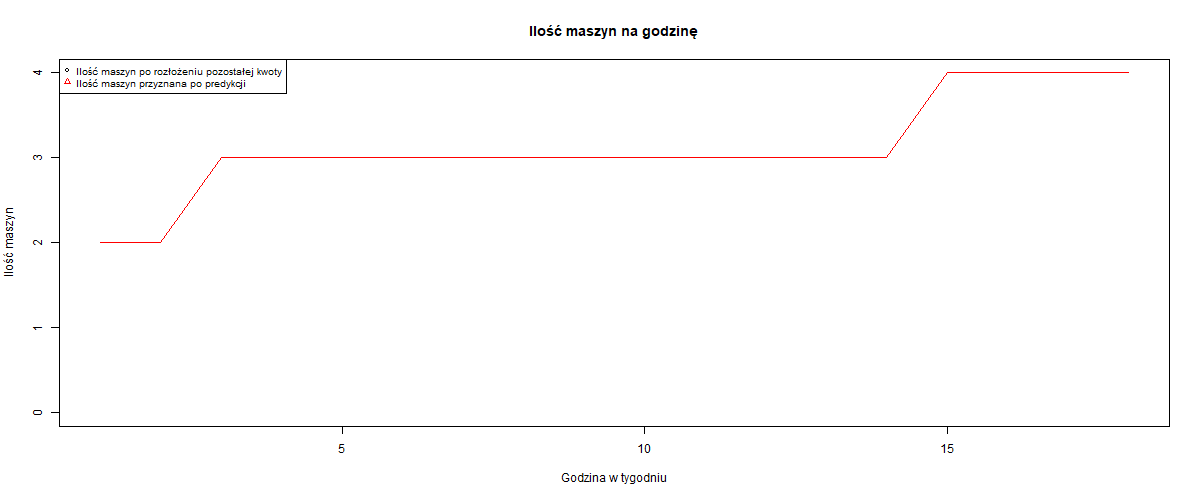 Ilość maszyn na godzinę
Ilość maszyn po rozłożeniu pozostałej kwoty
Ilość maszyn przyznana po predykcji
4
3
2
1
0
Ilość maszyn
5 10 15
Godzina w tygodniu